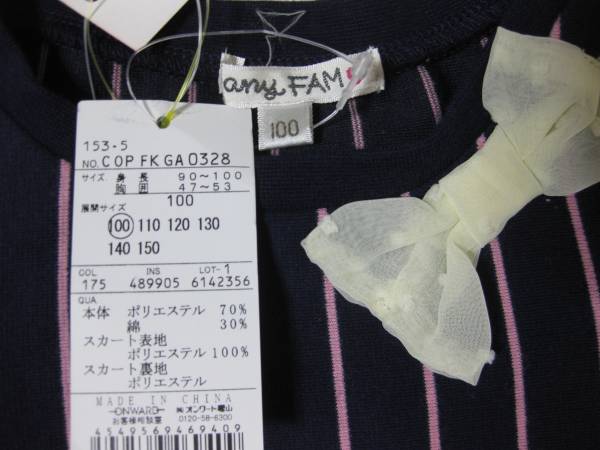 any FAM
100
153-5
NO. COP FKGA0328
サイズ 身長 90～100
胸囲 47～53
100
展開サイズ
100 110 120 130
140 150
COL INS LOT-1
175 489905 6142356
QUA
本体 ポリエステル 70%
綿 30%
スカート表地
ポリエステル 100%
スカート裏地
ポリエステル
MADE IN CHINA
ONWARD ㈱オンワード樫山
お客様相談室 0120-58-6300
4549569469409